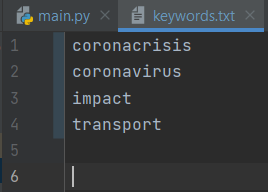 main.py keywords.txt
1 coronacrisis
2 coronavirus
3 impact
4 transport
5
6